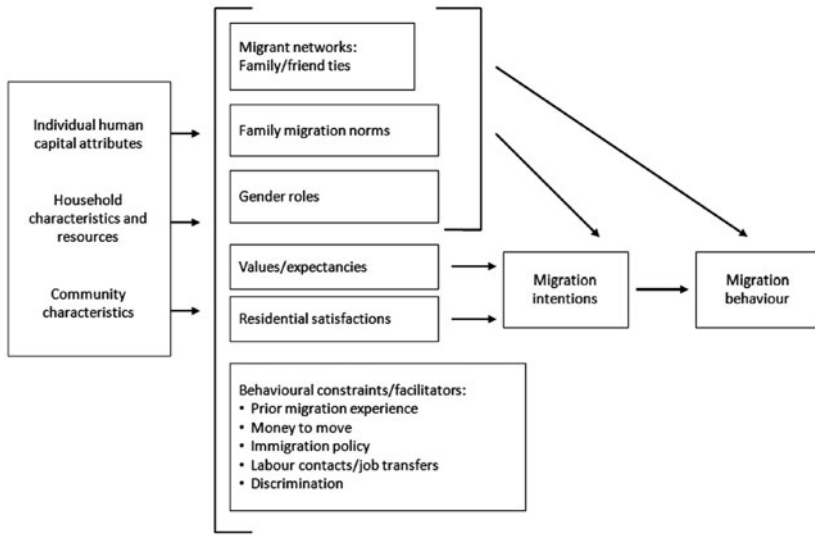 Individual human
capital attributes
Household
characteristics and
resources
Community
characteristics
Migrant networks:
Family/friend ties
Family migration norms
Gender roles
Values/expectancies
Residential satisfactions
Behavioural constraints/facilitators:
• Prior migration experience
• Money to move
• Immigration policy
• Labour contacts/job transfers
• Discrimination
Migration
intentions
Migration
behaviour